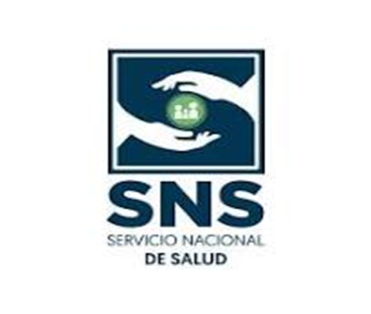 SNS
SERVICIO NACIONAL
DE SALUD